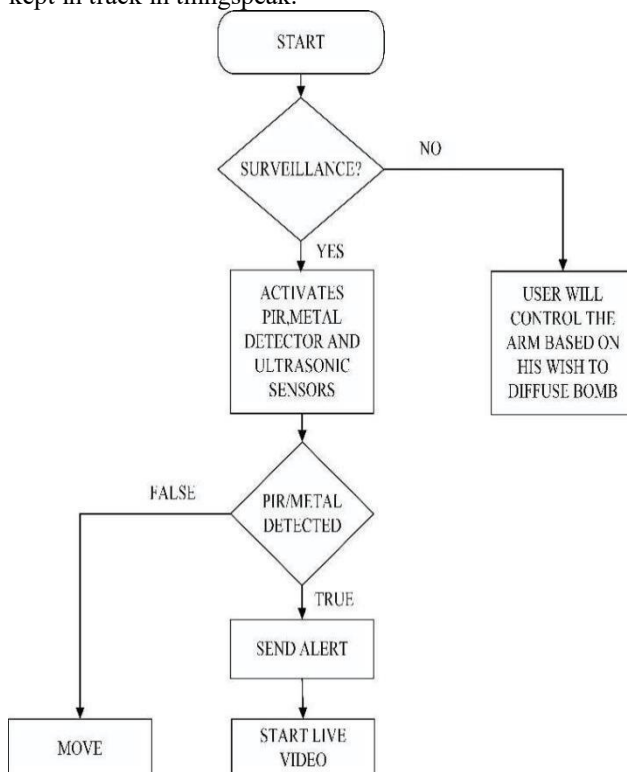 kept in track in thingspeak.
START
SURVEILLANCE?
NO
YES
ACTIVATES
PIR,METAL
DETECTOR AND
ULTRASONIC
SENSORS
USER WILL
CONTROL THE
ARM BASED ON
HIS WISH TO
DIFFUSE BOMB
FALSE
PIR/METAL
DETECTED
TRUE
SEND ALERT
MOVE
START LIVE
VIDEO